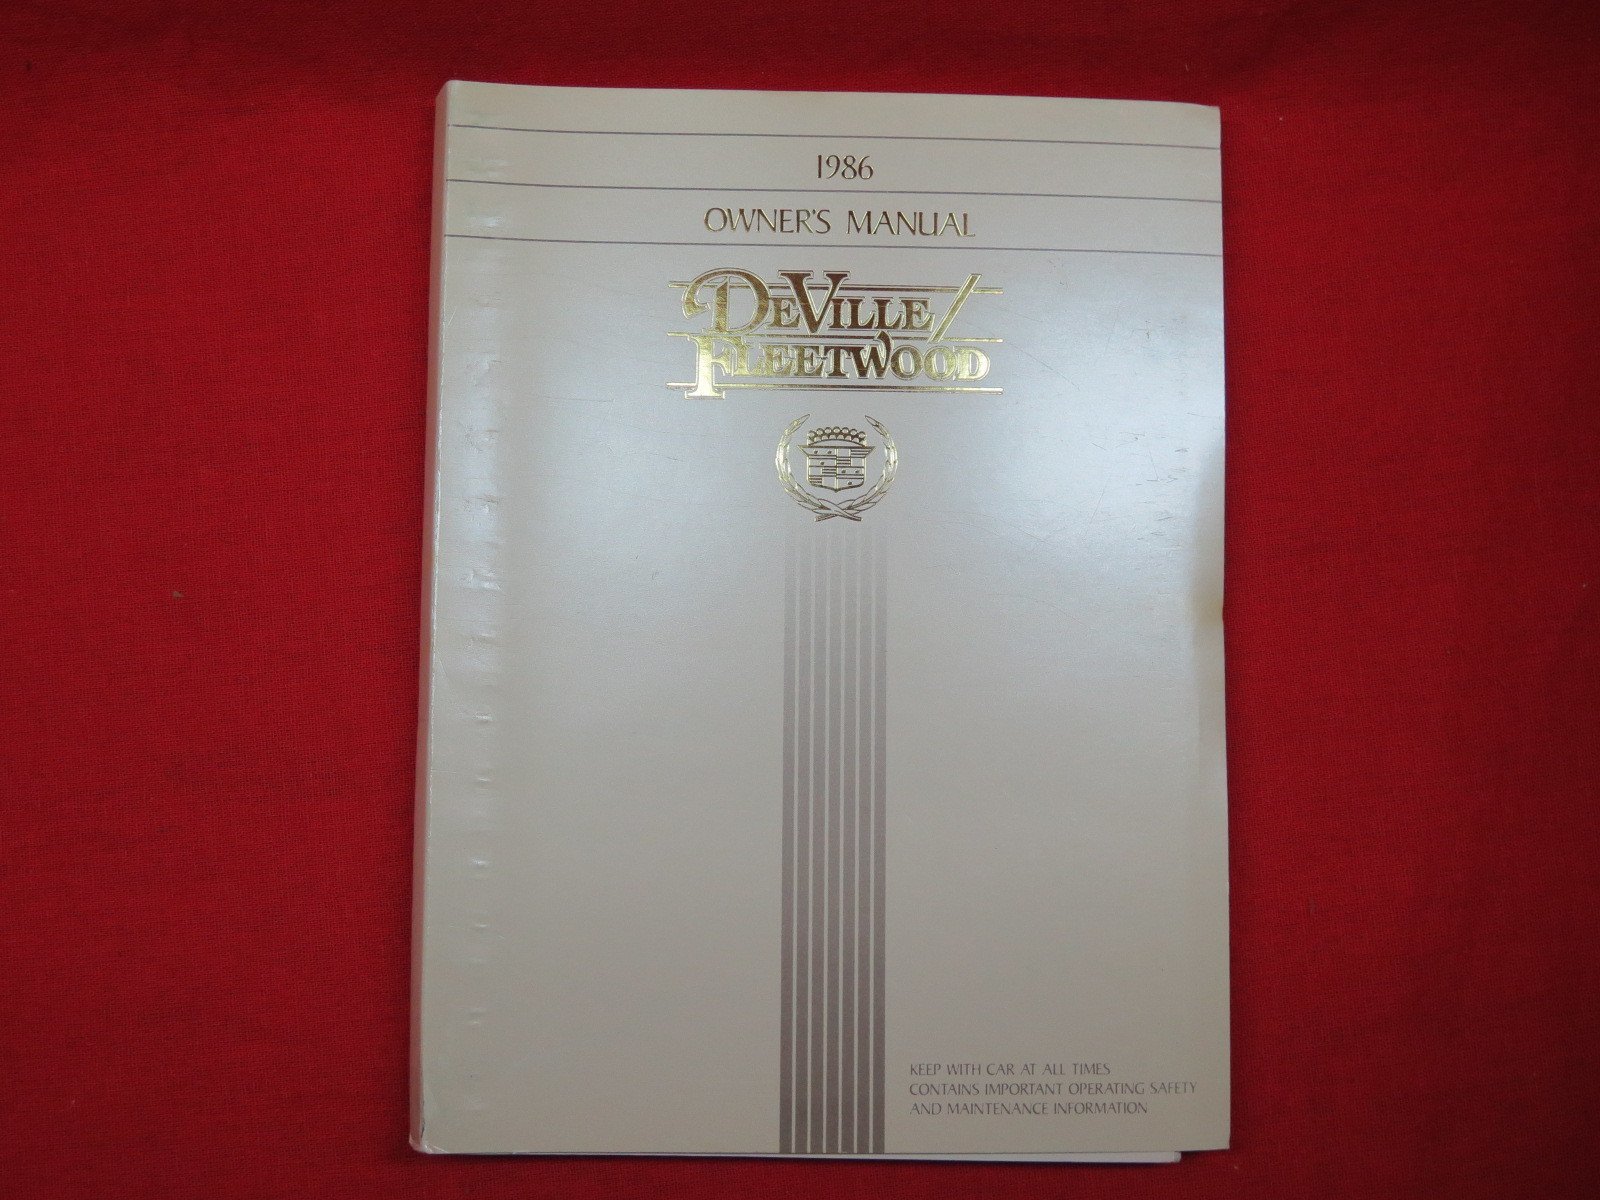 1986
OWNER'S MANUAL
DEVILLE/
FLEETWOOD
KEEP WITH CAR AT ALL TIMES
CONTAINS IMPORTANT OPERATING SAFETY
AND MAINTENANCE INFORMATION